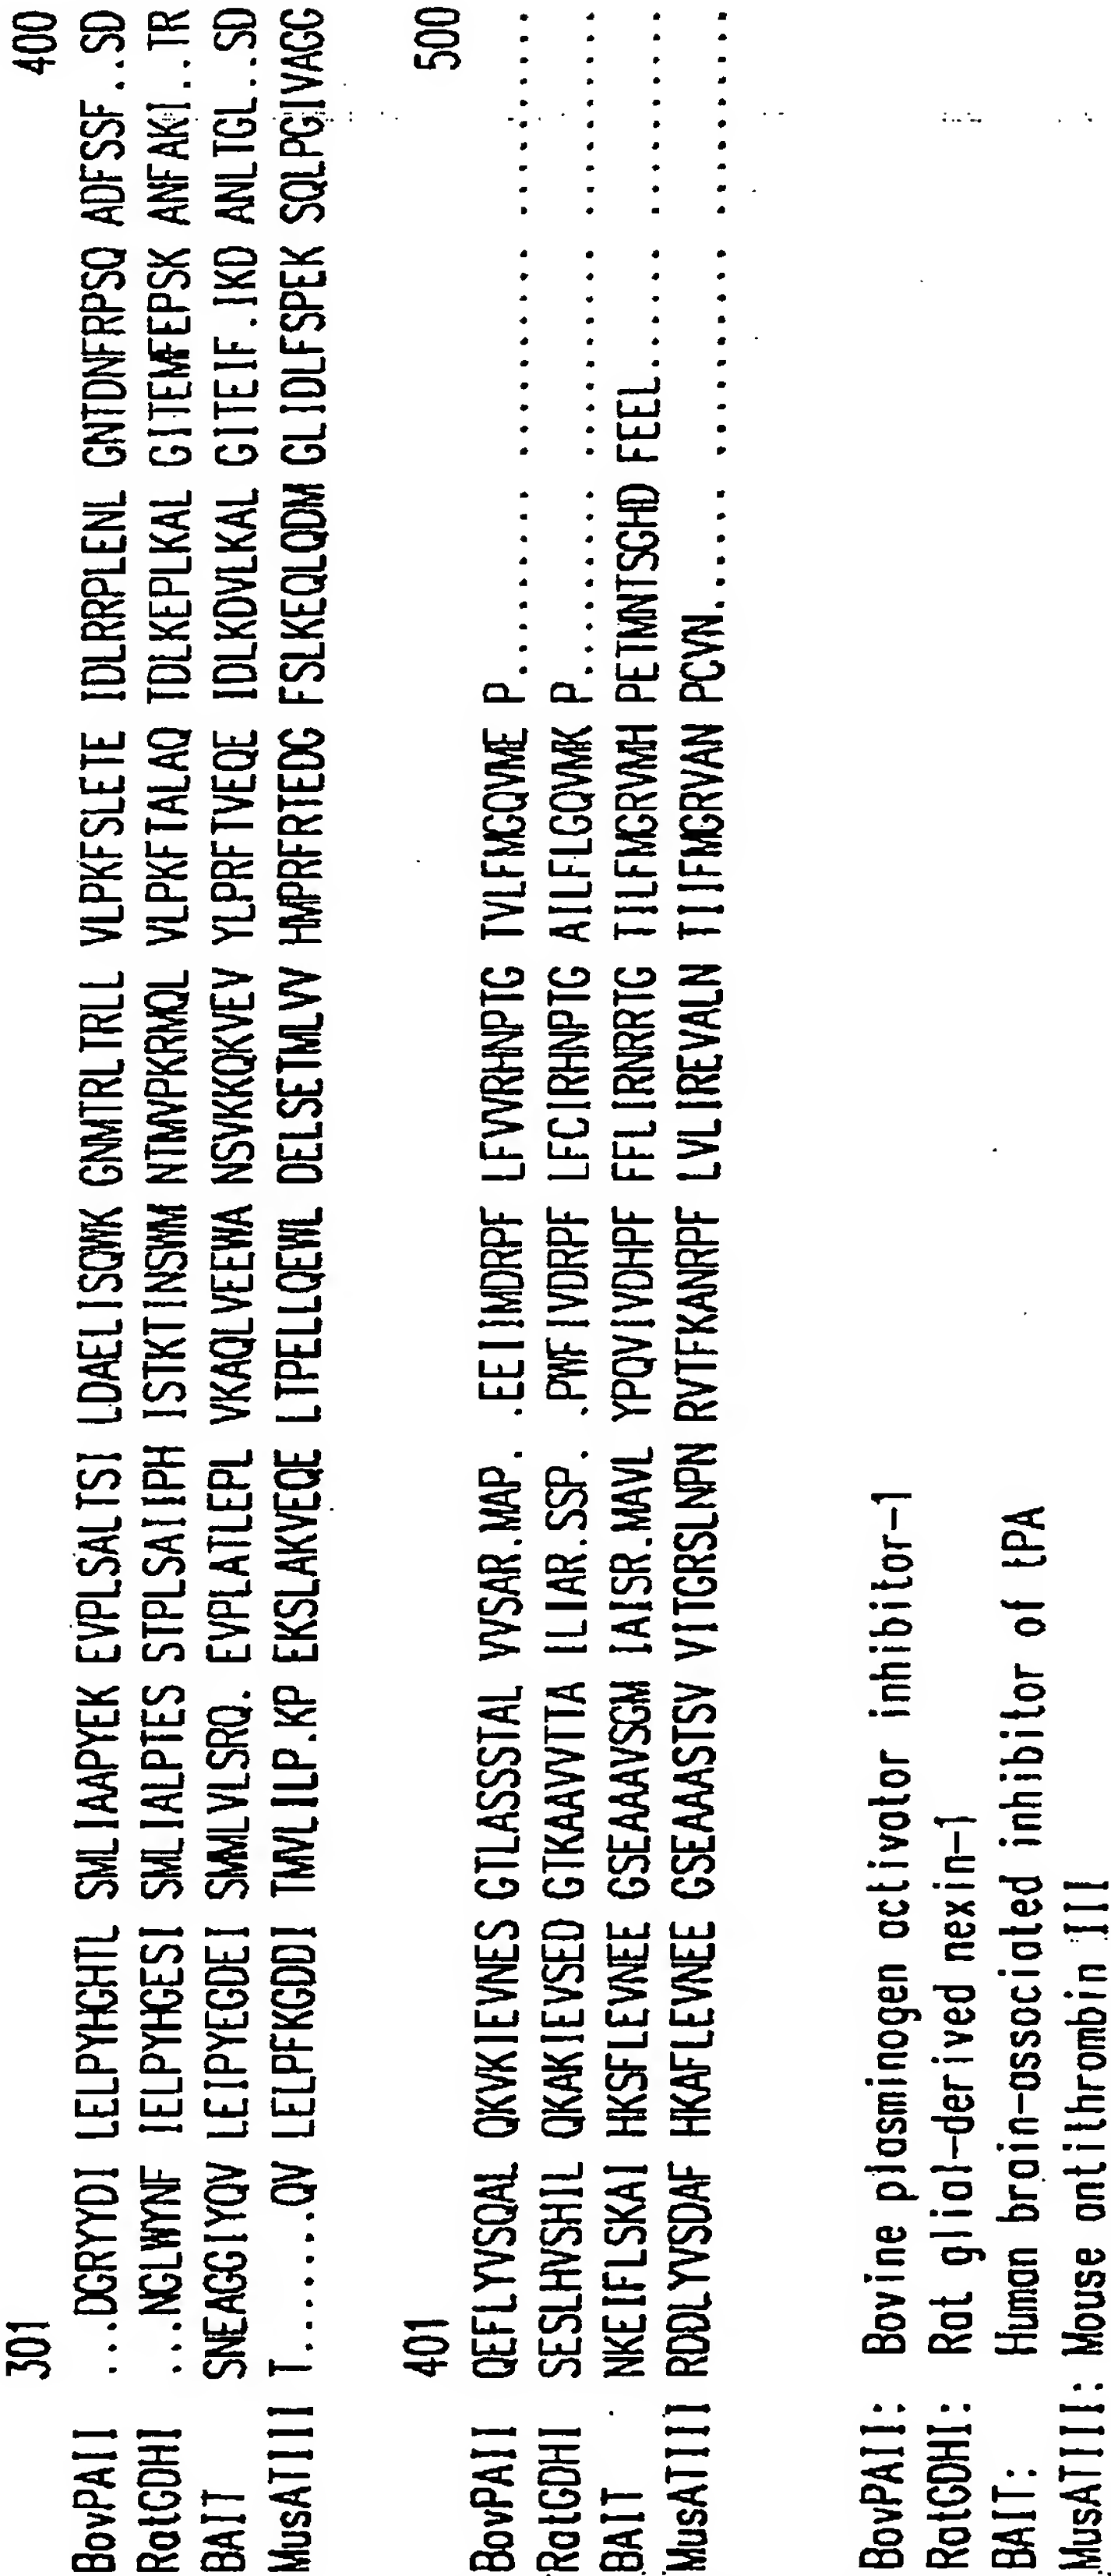 301 400
BovPAI1 ...DGRYYDI LELPYHGHTL SMLIAAPYEK EVPLSALTSI LDAELISQWK GNMTRLTRLL VLPKFSLETE IDLRRPLENL GNTDNFRPSQ ADFSSF..SD
RatGDHI ...NGLWYNF IELPYHGESI SMLIALPTES STPLSAIIPH ISTKTINSWM NTMVPKRMQL VLPKFTALAQ TDLKEPLKAL GITEMFEPSK ANFAKI..TR
BAIT SNEAGGIYQV LEIPYEGDEI SMMLVLSRQ. EVPLATLEPL VKAQLVEEWA NSVKKQKVEV YLPRFTVEQE IDLKDVLKAL GITEIF.IKD ANLTGL..SD
MusATIII T.......QV LELPFKGDDI TMVLILP.KP EKSLAKVEQE LTPELLQEWL DELSETMLVV HMPRFRTEDG FSLKEQLQDM GLIDLFSPEK SQLPGIVAGG
401 500
BovPAI1 QEFLYVSQAL QKVKIEVNES GTLASSSTAL VVSAR.MAP. .EEIIMDRPF LFVVRHNPTG TVLFMGQVME P......... ..........
RatGDHI SESLHVSHIL QKAKIEVSED GTKAAVVTTA ILIAR.SSP. .PWFIVDRPF LFCIRHNPTG AILFLGQVMK P......... ..........
BAIT NKEIFLSKAI HKSFLEVNEE GSEAAAVSGM IAISR.MAVL YPQVIVDHPF FFLIRNRRTG TILFMGRVMH PETMNTSGHD FEEL...... ..........
MusATIII RDDLYVSDAF HKAFLEVNEE GSEAAASTSV VITGRSLNPN RVTFKANRPF LVLIREVALN TIIFMGRVAN PCVN...... ..........
BovPAI1: Bovine plasminogen activator inhibitor-1
RatGDHI: Rat glial-derived nexin-1
BAIT: Human brain-associated inhibitor of tPA
MusATIII: Mouse antithrombin III